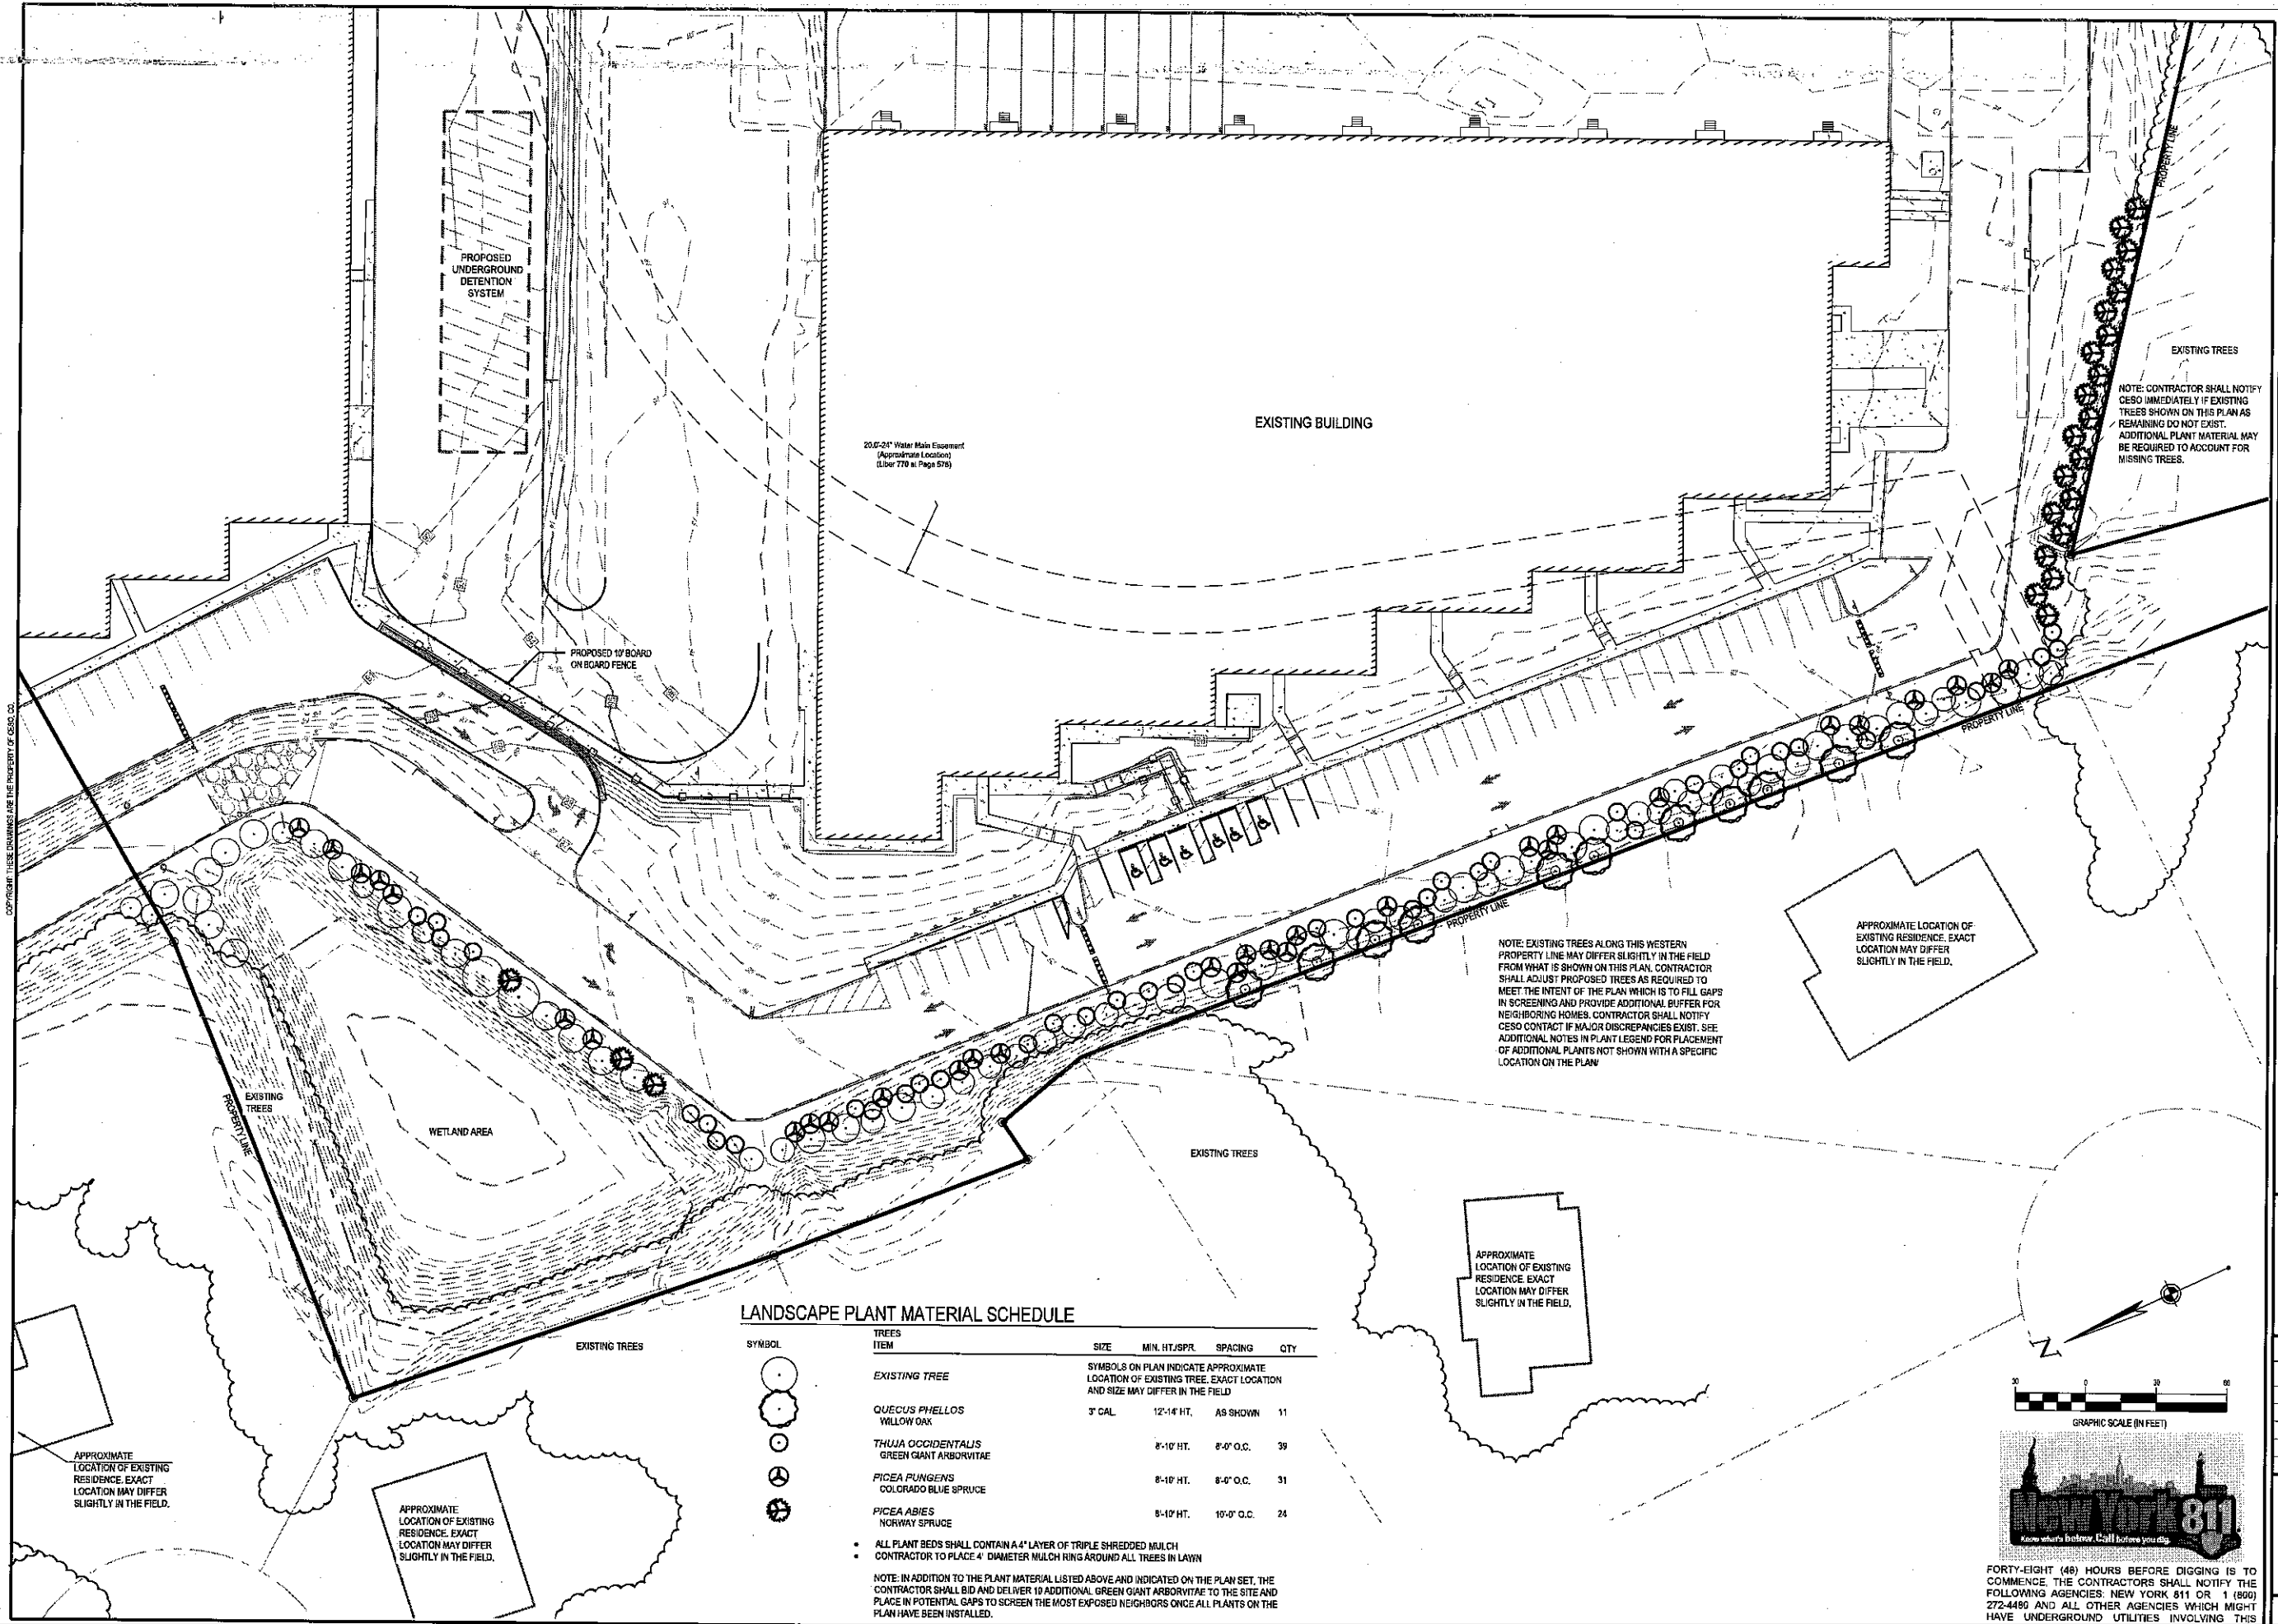 PROPOSED
UNDERGROUND
DETENTION
SYSTEM
PROPERTY LINE
EXISTING TREES
NOTE: CONTRACTOR SHALL NOTIFY
CESO IMMEDIATELY IF EXISTING
TREES SHOWN ON THIS PLAN AS
REMAINING DO NOT EXIST.
ADDITIONAL PLANT MATERIAL MAY
BE REQUIRED TO ACCOUNT FOR
MISSING TREES.
EXISTING BUILDING
20.0'-24" Water Main Easement
(Approximate Location)
(Liber 770 at Page 576)
PROPOSED 10' BOARD
ON BOARD FENCE
COPYRIGHT: THESE DRAWINGS ARE THE PROPERTY OF CESO, CO.
PROPERTY LINE
PROPERTY LINE
NOTE: EXISTING TREES ALONG THIS WESTERN
PROPERTY LINE MAY DIFFER SLIGHTLY IN THE FIELD
FROM WHAT IS SHOWN ON THIS PLAN. CONTRACTOR
SHALL ADJUST PROPOSED TREES AS REQUIRED TO
MEET THE INTENT OF THE PLAN WHICH IS TO FILL GAPS
IN SCREENING AND PROVIDE ADDITIONAL BUFFER FOR
NEIGHBORING HOMES. CONTRACTOR SHALL NOTIFY
CESO CONTACT IF MAJOR DISCREPANCIES EXIST. SEE
ADDITIONAL NOTES IN PLANT LEGEND FOR PLACEMENT
OF ADDITIONAL PLANTS NOT SHOWN WITH A SPECIFIC
LOCATION ON THE PLAN
APPROXIMATE LOCATION OF
EXISTING RESIDENCE. EXACT
LOCATION MAY DIFFER
SLIGHTLY IN THE FIELD.
PROPERTY LINE
EXISTING
TREES
WETLAND AREA
EXISTING TREES
APPROXIMATE
LOCATION OF EXISTING
RESIDENCE. EXACT
LOCATION MAY DIFFER
SLIGHTLY IN THE FIELD.
EXISTING TREES
APPROXIMATE
LOCATION OF EXISTING
RESIDENCE. EXACT
LOCATION MAY DIFFER
SLIGHTLY IN THE FIELD.
APPROXIMATE
LOCATION OF EXISTING
RESIDENCE. EXACT
LOCATION MAY DIFFER
SLIGHTLY IN THE FIELD.
LANDSCAPE PLANT MATERIAL SCHEDULE
SYMBOL TREES ITEM SIZE MIN. HT./SPR. SPACING QTY
EXISTING TREE
SYMBOLS ON PLAN INDICATE APPROXIMATE
LOCATION OF EXISTING TREE. EXACT LOCATION
AND SIZE MAY DIFFER IN THE FIELD
QUECUS PHELLOS 3" CAL. 12'-14' HT. AS SHOWN 11
WILLOW OAK
THUJA OCCIDENTALIS 8'-10' HT. 8'-0" O.C. 39
GREEN GIANT ARBORVITAE
PICEA PUNGENS 8'-10' HT. 8'-0" O.C. 31
COLORADO BLUE SPRUCE
PICEA ABIES 8'-10' HT. 10'-0" O.C. 24
NORWAY SPRUCE
• ALL PLANT BEDS SHALL CONTAIN A 4" LAYER OF TRIPLE SHREDDED MULCH
• CONTRACTOR TO PLACE 4' DIAMETER MULCH RING AROUND ALL TREES IN LAWN
NOTE: IN ADDITION TO THE PLANT MATERIAL LISTED ABOVE AND INDICATED ON THE PLAN SET, THE
CONTRACTOR SHALL BID AND DELIVER 10 ADDITIONAL GREEN GIANT ARBORVITAE TO THE SITE AND
PLACE IN POTENTIAL GAPS TO SCREEN THE MOST EXPOSED NEIGHBORS ONCE ALL PLANTS ON THE
PLAN HAVE BEEN INSTALLED.
N
30 0 30 60
GRAPHIC SCALE (IN FEET)
New York 811
Know what's below. Call before you dig.
FORTY-EIGHT (48) HOURS BEFORE DIGGING IS TO
COMMENCE, THE CONTRACTORS SHALL NOTIFY THE
FOLLOWING AGENCIES: NEW YORK 811 OR 1 (800)
272-4480 AND ALL OTHER AGENCIES WHICH MIGHT
HAVE UNDERGROUND UTILITIES INVOLVING THIS